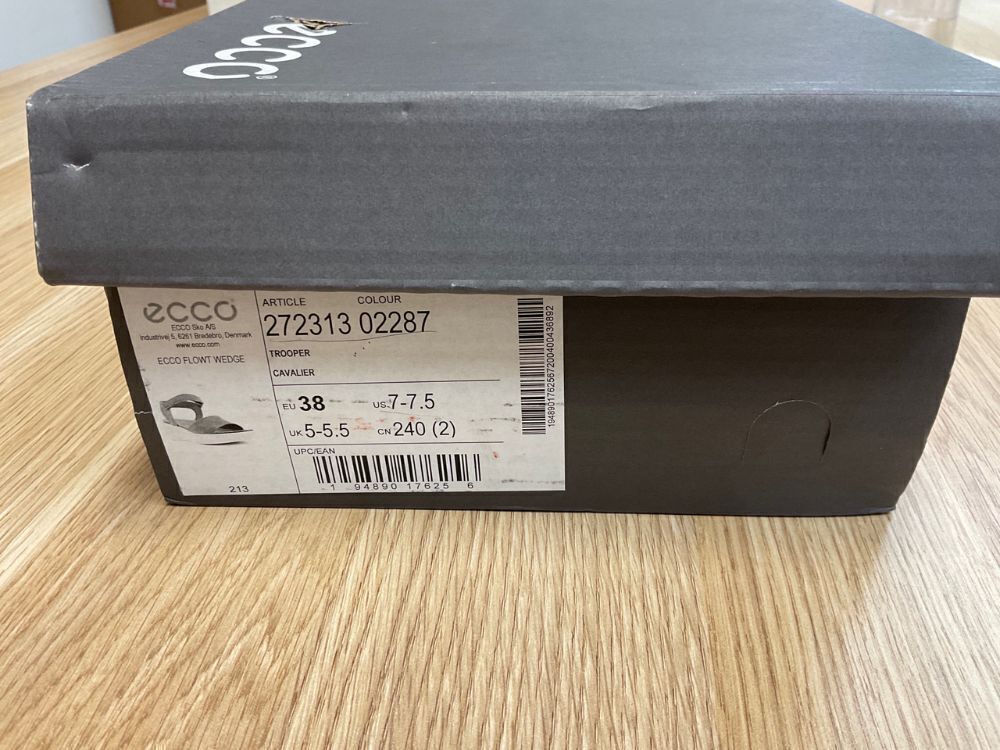 ecco
ecco
ECCO Sko A/S
Industrivej 5, 6261 Bredebro, Denmark
www.ecco.com
ECCO FLOWT WEDGE
213
ARTICLE COLOUR
272313 02287
TROOPER
CAVALIER
EU 38 US 7-7.5
UK 5-5.5 CN 240 (2)
UPC/EAN
1 94890 17625 6